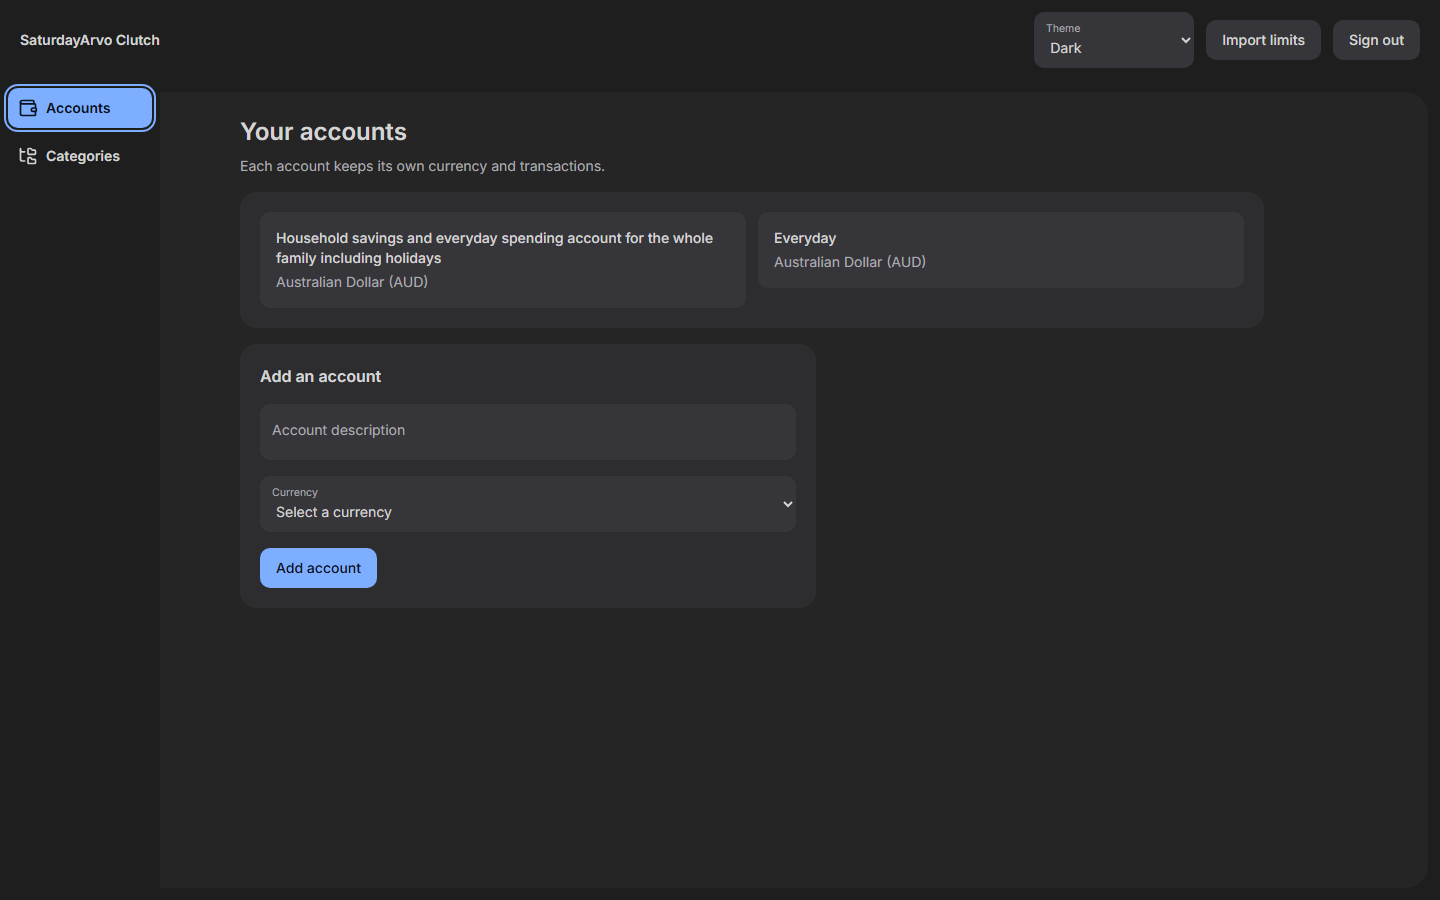 SaturdayArvo Clutch
Theme
Dark
Import limits
Sign out
Accounts
Categories
Your accounts
Each account keeps its own currency and transactions.
Household savings and everyday spending account for the whole
family including holidays
Australian Dollar (AUD)
Everyday
Australian Dollar (AUD)
Add an account
Account description
Currency
Select a currency
Add account